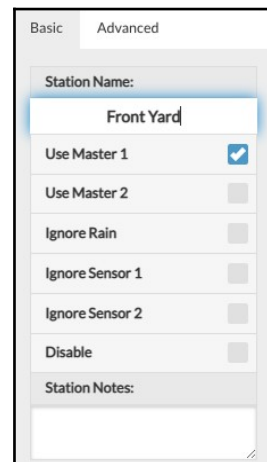 Basic Advanced
Station Name:
Front Yard
Use Master 1
Use Master 2
Ignore Rain
Ignore Sensor 1
Ignore Sensor 2
Disable
Station Notes: